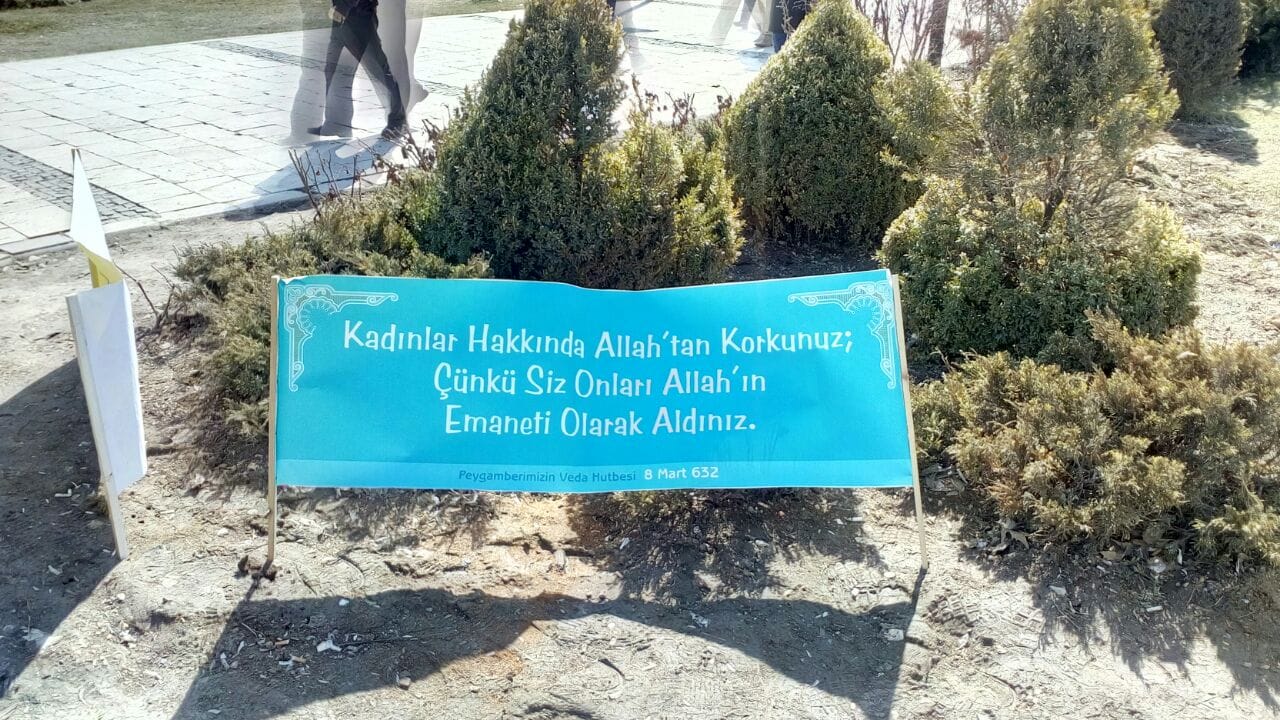 Kadınlar Hakkında Allah'tan Korkunuz;
Çünkü Siz Onları Allah'ın
Emaneti Olarak Aldınız.
Peygamberimizin Veda Hutbesi 8 Mart 632